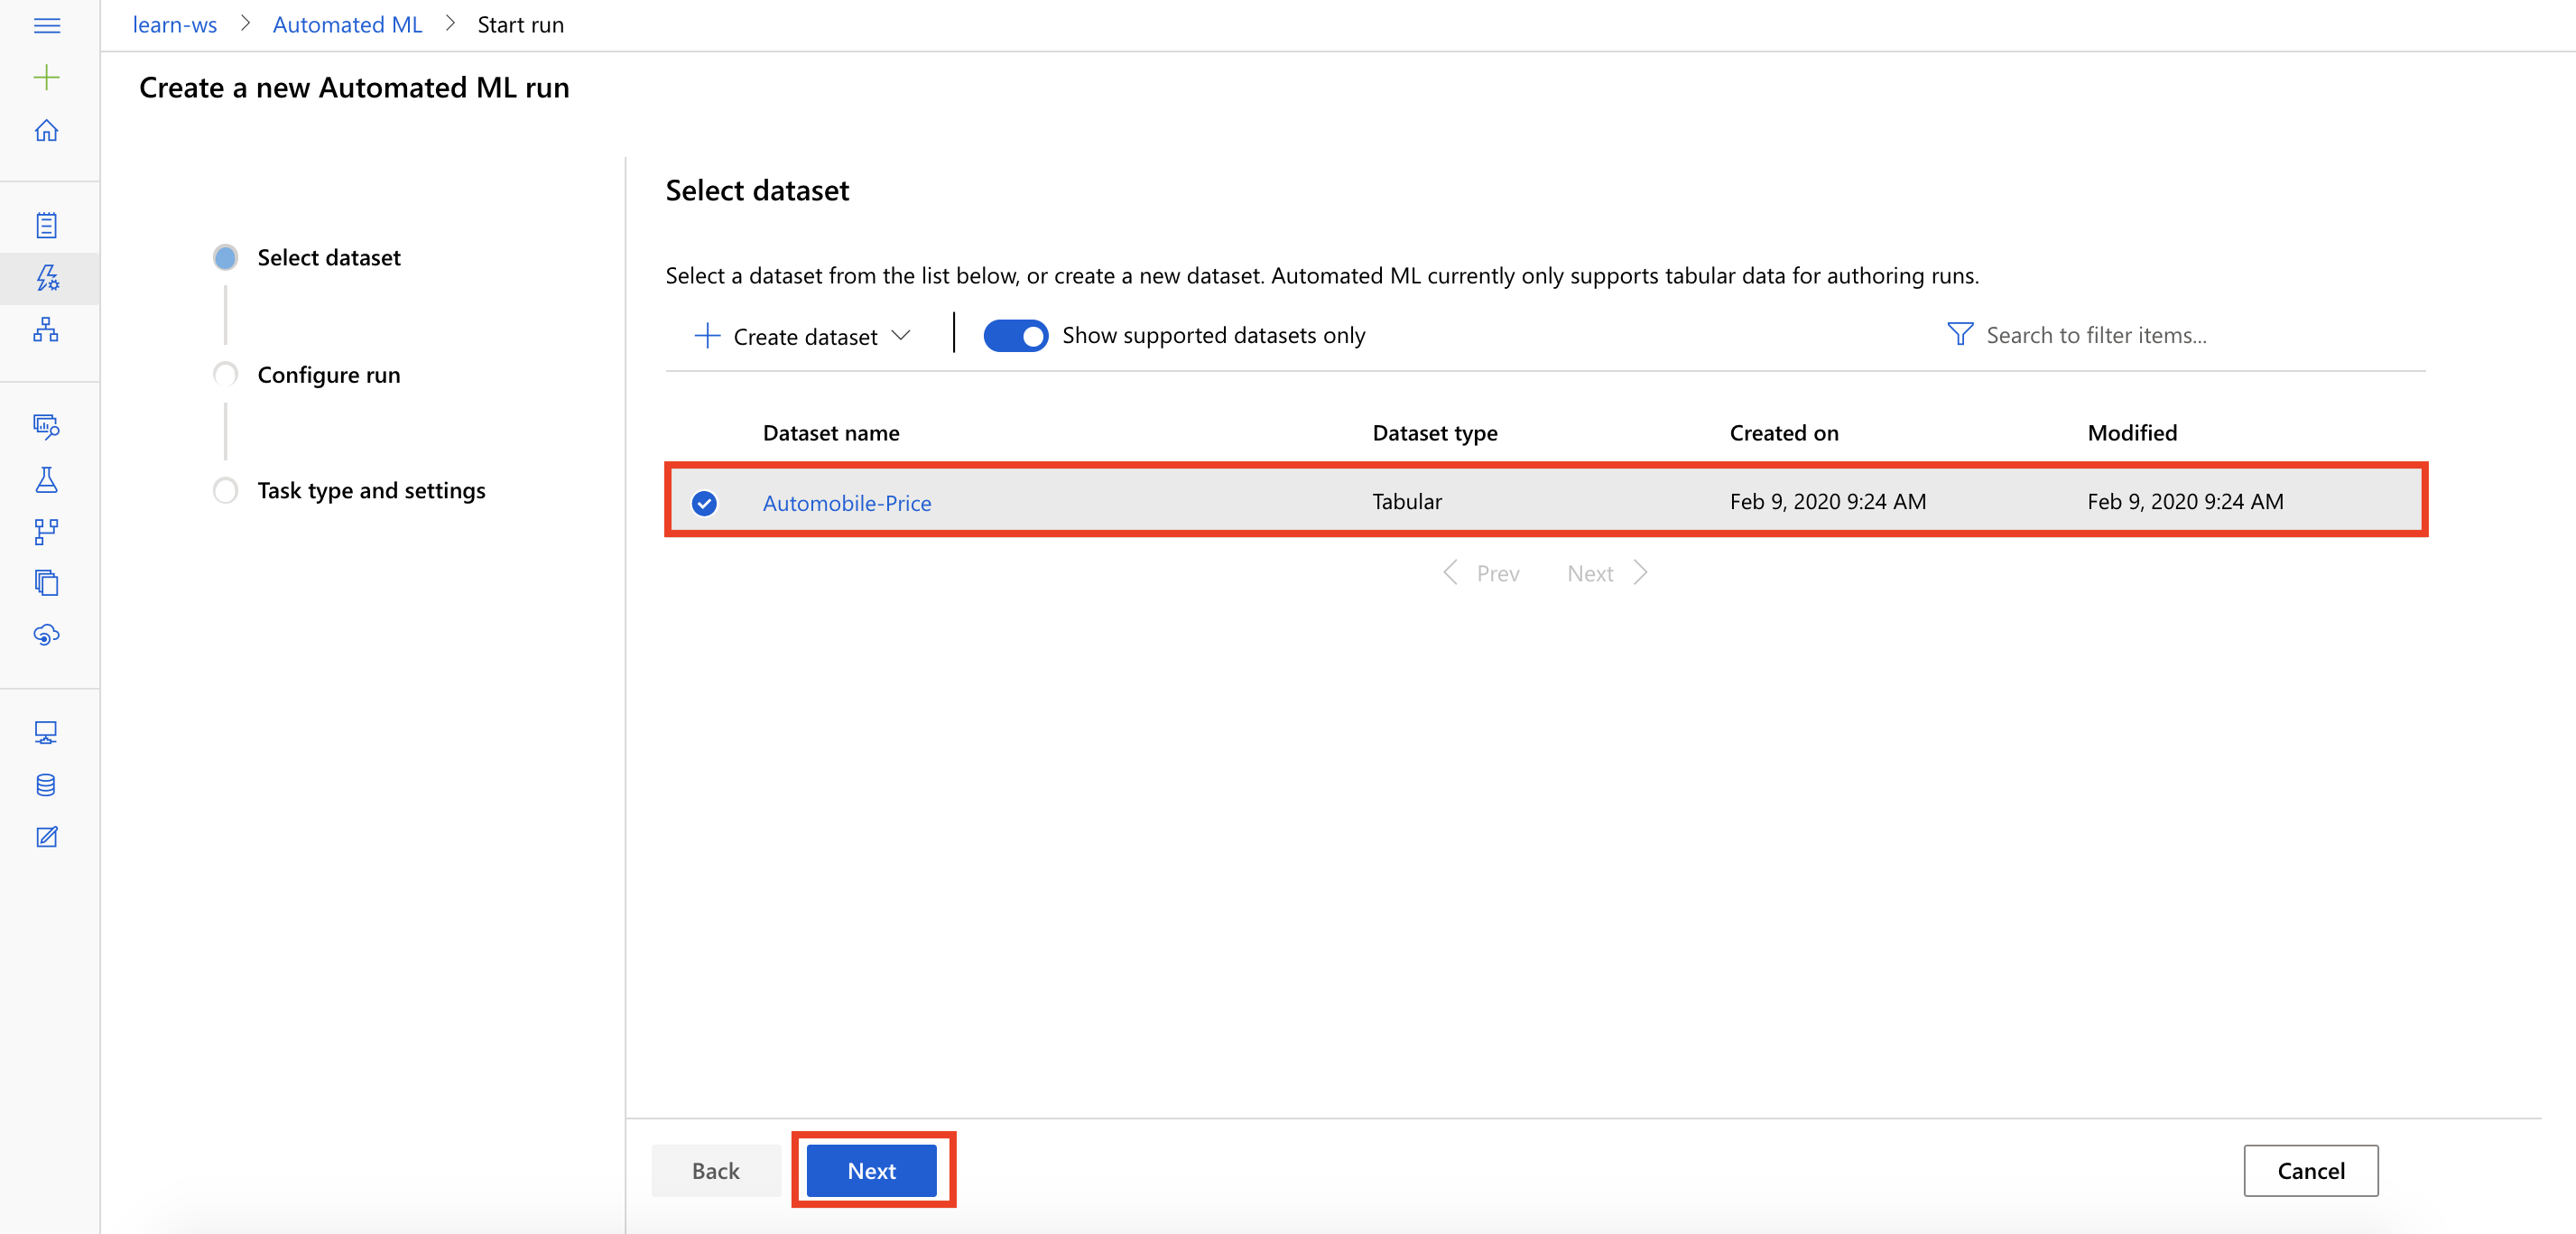 learn-ws > Automated ML > Start run
Create a new Automated ML run
Select dataset
Configure run
Task type and settings
Select dataset
Select a dataset from the list below, or create a new dataset. Automated ML currently only supports tabular data for authoring runs.
Create dataset Show supported datasets only Search to filter items...
Dataset name Dataset type Created on Modified
Automobile-Price Tabular Feb 9, 2020 9:24 AM Feb 9, 2020 9:24 AM
Prev Next
Back Next Cancel